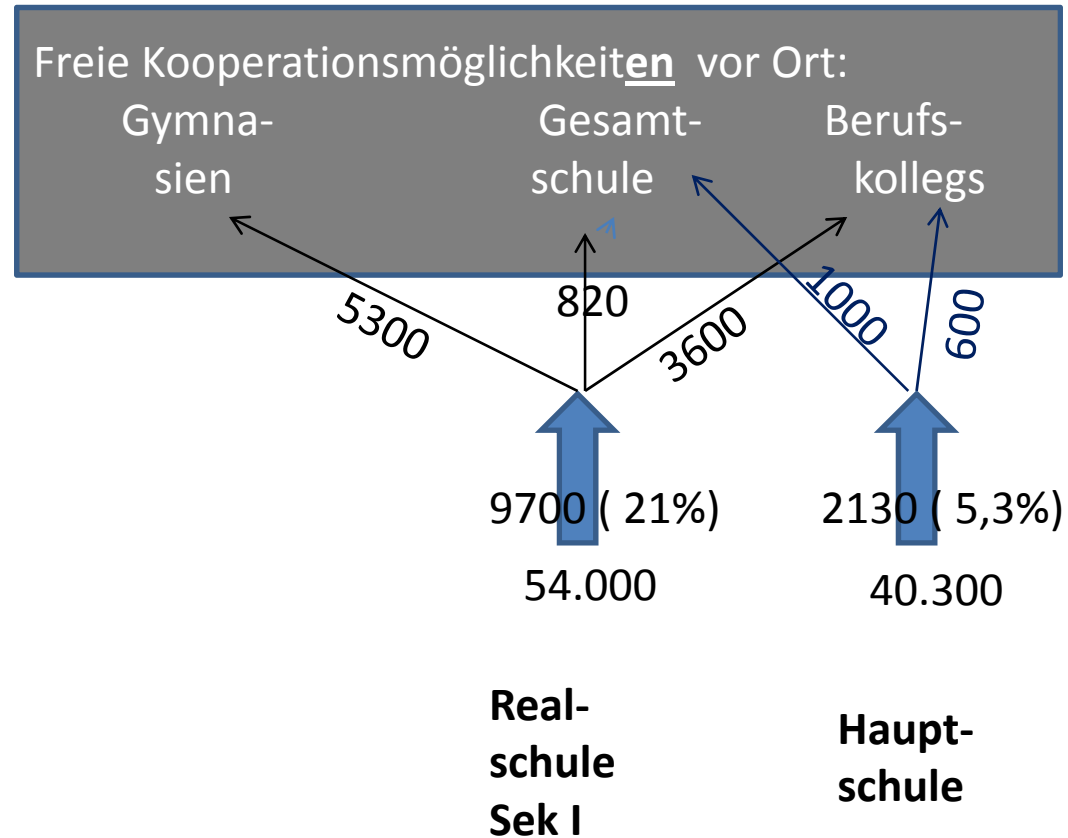 Freie Kooperationsmöglichkeiten vor Ort:
Gymna- Gesamt- Berufs-
sien schule kollegs
5300
820
3600
1000
600
9700 ( 21%) 2130 ( 5,3%)
54.000 40.300
Real-
schule
Sek I
Haupt-
schule